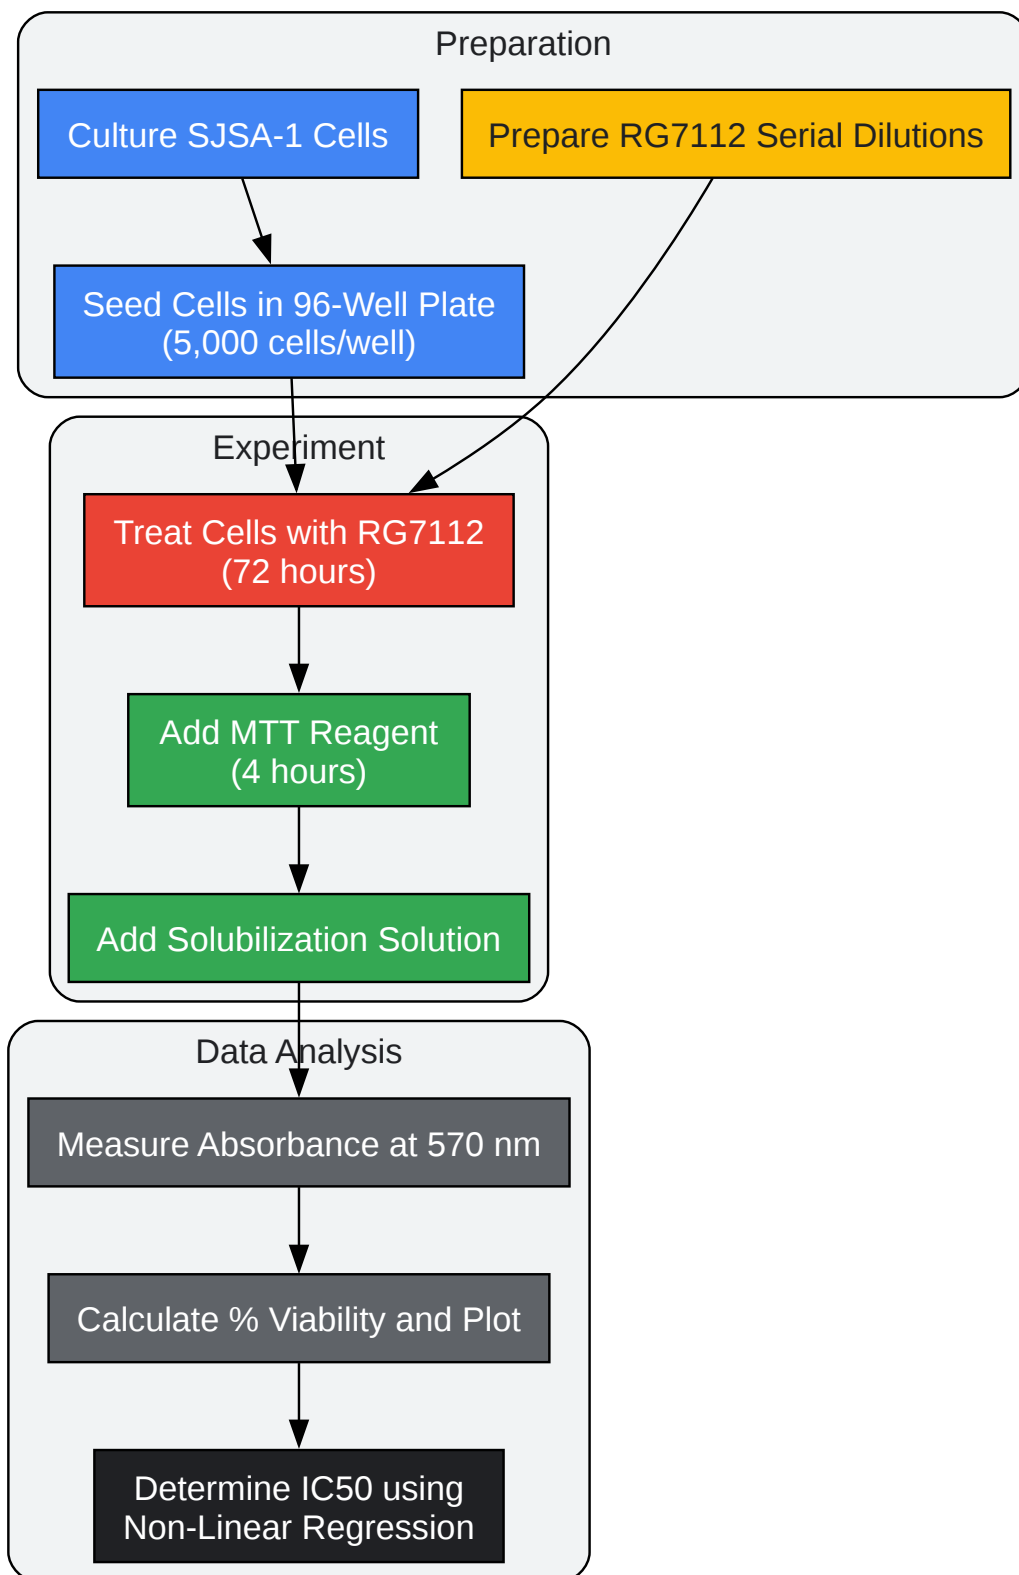 Preparation
Culture SJSA-1 Cells
Prepare RG7112 Serial Dilutions
Seed Cells in 96-Well Plate
(5,000 cells/well)
Experiment
Treat Cells with RG7112
(72 hours)
Add MTT Reagent
(4 hours)
Add Solubilization Solution
Data Analysis
Measure Absorbance at 570 nm
Calculate % Viability and Plot
Determine IC50 using
Non-Linear Regression